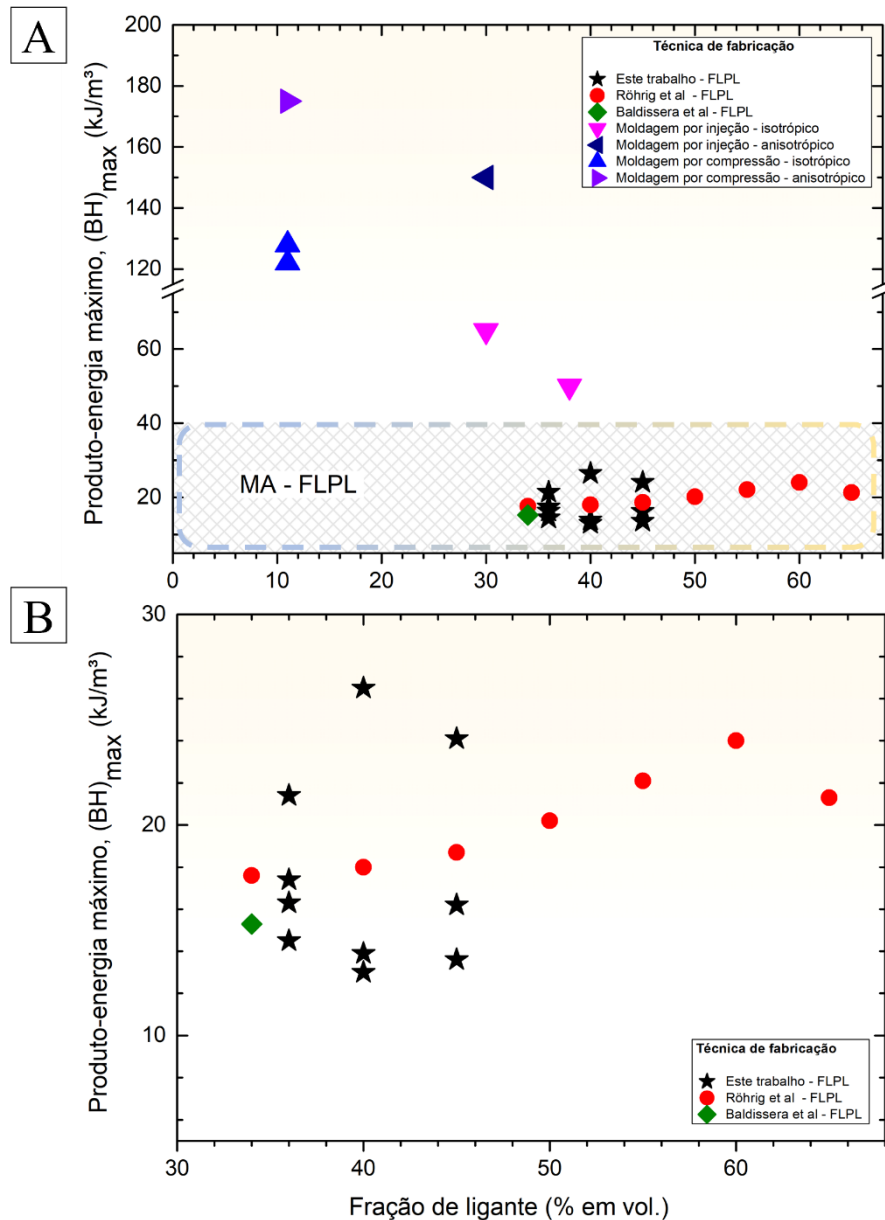 A
Produto-energia máximo, (BH)max (kJ/m³)
200
180
160
140
120
60
40
20
0 10 20 30 40 50 60
Técnica de fabricação
Este trabalho - FLPL
Röhrig et al - FLPL
Baldissera et al - FLPL
Moldagem por injeção - isotrópico
Moldagem por injeção - anisotrópico
Moldagem por compressão - isotrópico
Moldagem por compressão - anisotrópico
MA - FLPL
B
Produto-energia máximo, (BH)max (kJ/m³)
30
20
10
30 40 50 60
Técnica de fabricação
Este trabalho - FLPL
Röhrig et al - FLPL
Baldissera et al - FLPL
Fração de ligante (% em vol.)